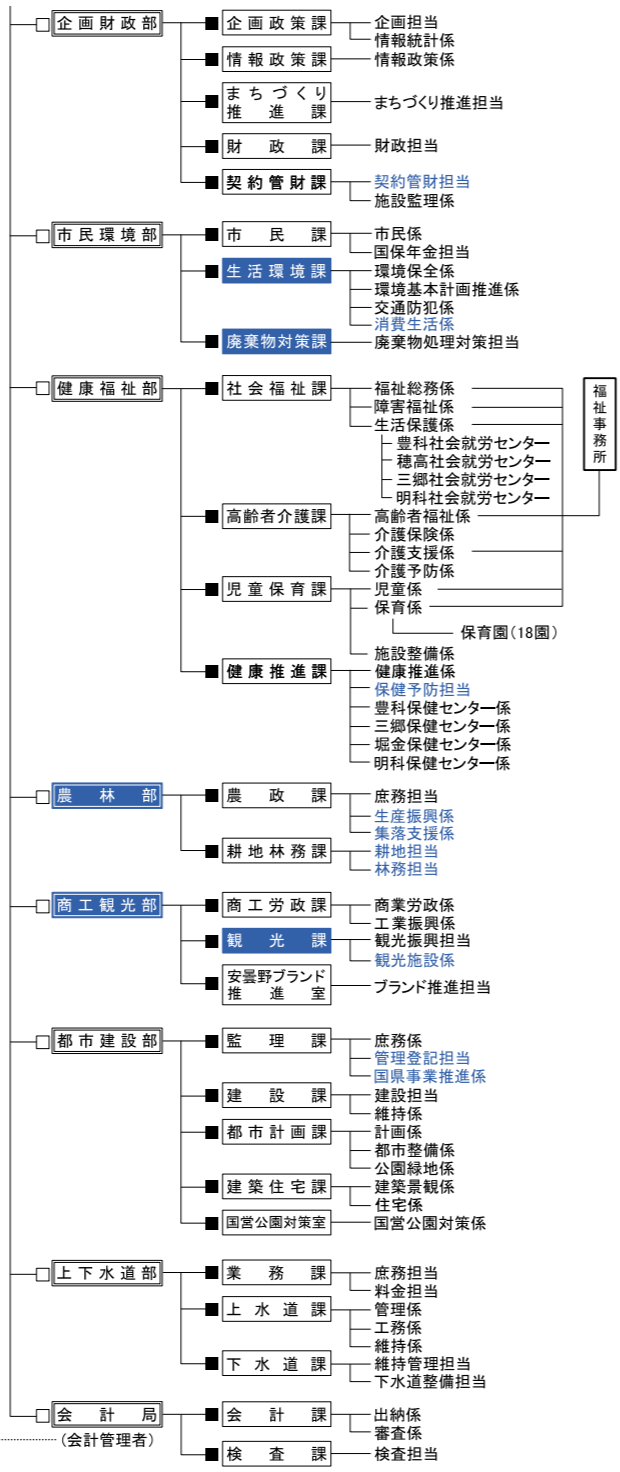 企画財政部
企画政策課
企画担当
情報統計係
情報政策課
情報政策係
まちづくり
推進課
まちづくり推進担当
財政課
財政担当
契約管財課
契約管財担当
施設監理係
市民環境部
市民課
市民係
国保年金担当
生活環境課
環境保全係
環境基本計画推進係
交通防犯係
消費生活係
廃棄物対策課
廃棄物処理対策担当
健康福祉部
社会福祉課
福祉総務係
障害福祉係
生活保護係
豊科社会就労センター
穂高社会就労センター
三郷社会就労センター
明科社会就労センター
福祉事務所
高齢者介護課
高齢者福祉係
介護保険係
介護支援係
介護予防係
児童保育課
児童係
保育係
保育園(18園)
施設整備係
健康推進課
健康推進係
保健予防担当
豊科保健センター係
三郷保健センター係
堀金保健センター係
明科保健センター係
農林部
農政課
庶務担当
生産振興係
集落支援係
耕地林務課
耕地担当
林務担当
商工観光部
商工労政課
商業労政係
工業振興係
観光課
観光振興担当
観光施設係
安曇野ブランド
推進室
ブランド推進担当
都市建設部
監理課
庶務係
管理登記担当
国県事業推進係
建設課
建設担当
維持係
都市計画課
計画係
都市整備係
公園緑地係
建築住宅課
建築景観係
住宅係
国営公園対策室
国営公園対策係
上下水道部
業務課
庶務担当
料金担当
上水道課
管理係
工務係
維持係
下水道課
維持管理担当
下水道整備担当
会計局
(会計管理者)
会計課
出納係
審査係
検査課
検査担当